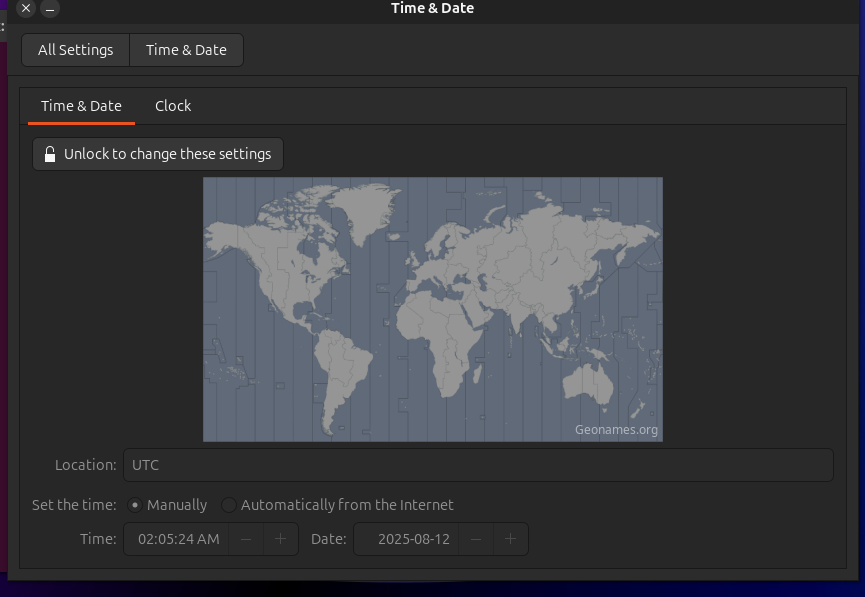 Time & Date
All Settings Time & Date
Time & Date Clock
Unlock to change these settings
Geonames.org
Location: UTC
Set the time: Manually Automatically from the Internet
Time: 02:05:24 AM − + Date: 2025-08-12 − +